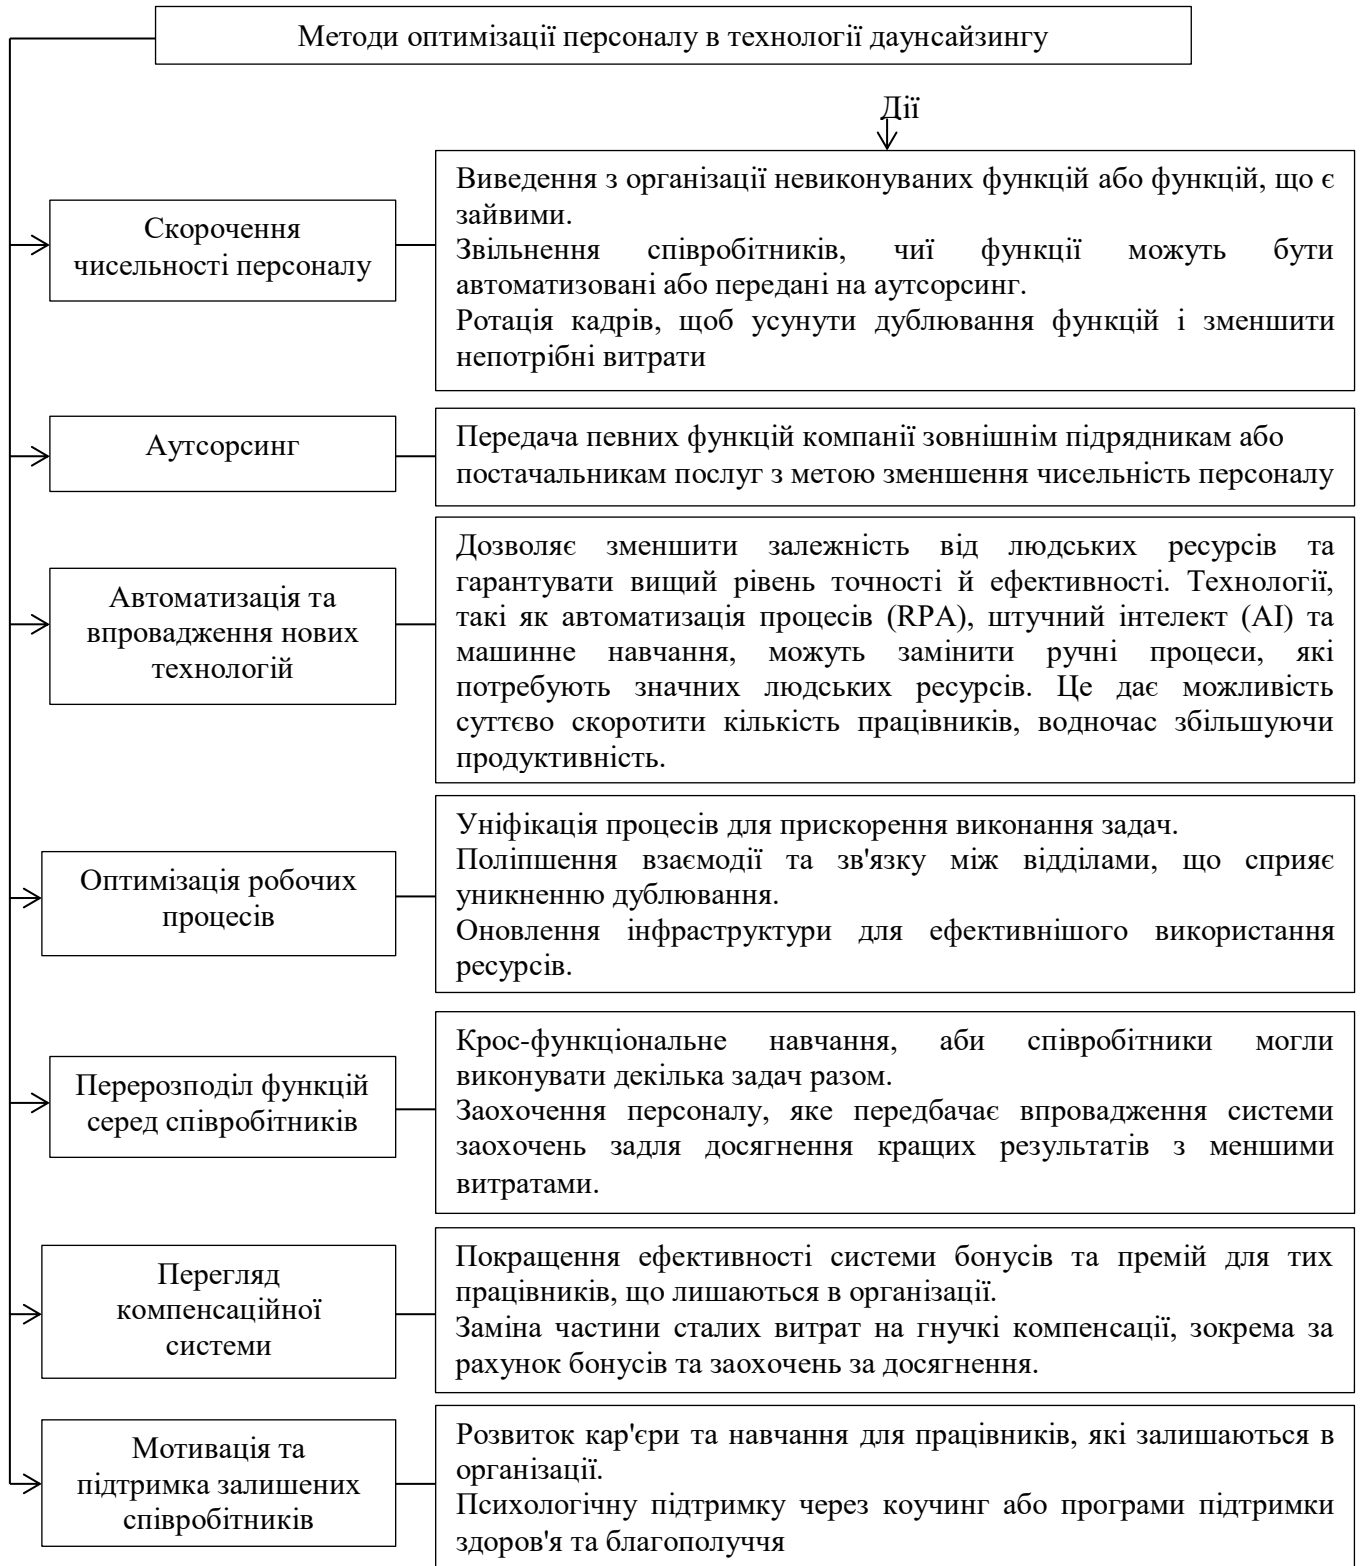 Методи оптимізації персоналу в технології даунсайзингу
Дії
Скорочення
чисельності персоналу
Виведення з організації невиконуваних функцій або функцій, що є
зайвими.
Звільнення співробітників, чиї функції можуть бути
автоматизовані або передані на аутсорсинг.
Ротація кадрів, щоб усунути дублювання функцій і зменшити
непотрібні витрати
Аутсорсинг
Передача певних функцій компанії зовнішнім підрядникам або
постачальникам послуг з метою зменшення чисельність персоналу
Автоматизація та
впровадження нових
технологій
Дозволяє зменшити залежність від людських ресурсів та
гарантувати вищий рівень точності й ефективності. Технології,
такі як автоматизація процесів (RPA), штучний інтелект (AI) та
машинне навчання, можуть замінити ручні процеси, які
потребують значних людських ресурсів. Це дає можливість
суттєво скоротити кількість працівників, водночас збільшуючи
продуктивність.
Оптимізація робочих
процесів
Уніфікація процесів для прискорення виконання задач.
Поліпшення взаємодії та зв'язку між відділами, що сприяє
уникненню дублювання.
Оновлення інфраструктури для ефективнішого використання
ресурсів.
Перерозподіл функцій
серед співробітників
Крос-функціональне навчання, аби співробітники могли
виконувати декілька задач разом.
Заохочення персоналу, яке передбачає впровадження системи
заохочень задля досягнення кращих результатів з меншими
витратами.
Перегляд
компенсаційної
системи
Покращення ефективності системи бонусів та премій для тих
працівників, що лишаються в організації.
Заміна частини сталих витрат на гнучкі компенсації, зокрема за
рахунок бонусів та заохочень за досягнення.
Мотивація та
підтримка залишених
співробітників
Розвиток кар'єри та навчання для працівників, які залишаються в
організації.
Психологічну підтримку через коучинг або програми підтримки
здоров'я та благополуччя